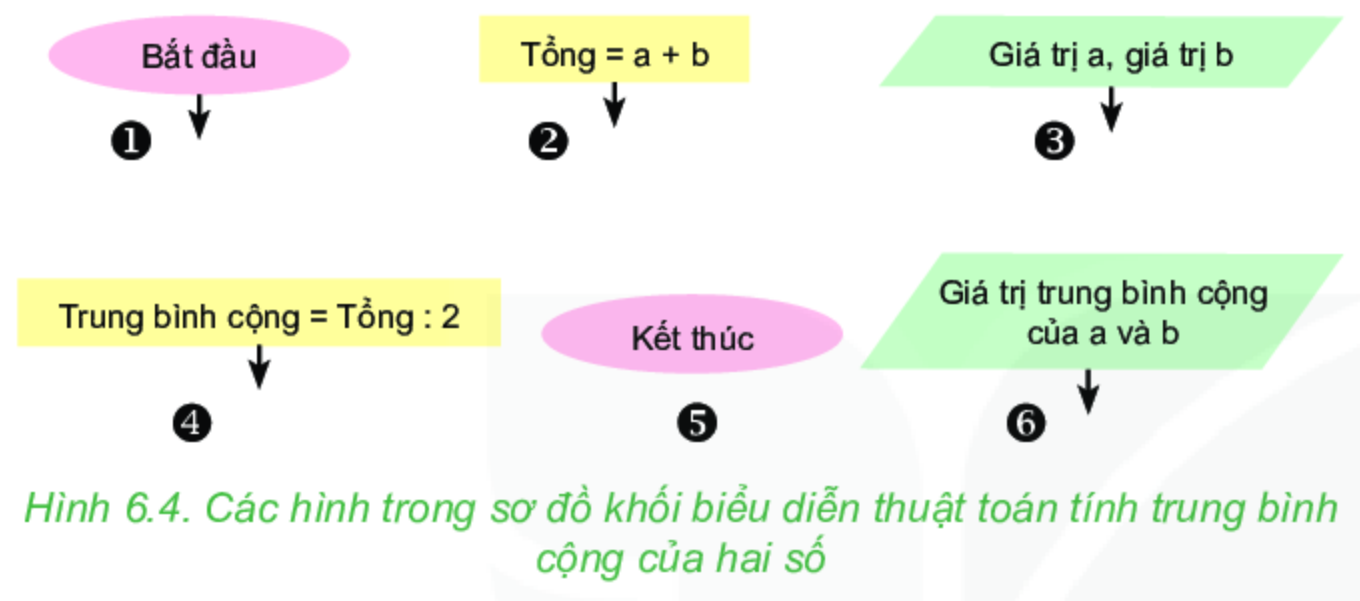 Bắt đầu
❶
Tổng = a + b
❷
Giá trị a, giá trị b
❸
Trung bình cộng = Tổng : 2
❹
Kết thúc
❺
Giá trị trung bình cộng
của a và b
❻
Hình 6.4. Các hình trong sơ đồ khối biểu diễn thuật toán tính trung bình
cộng của hai số